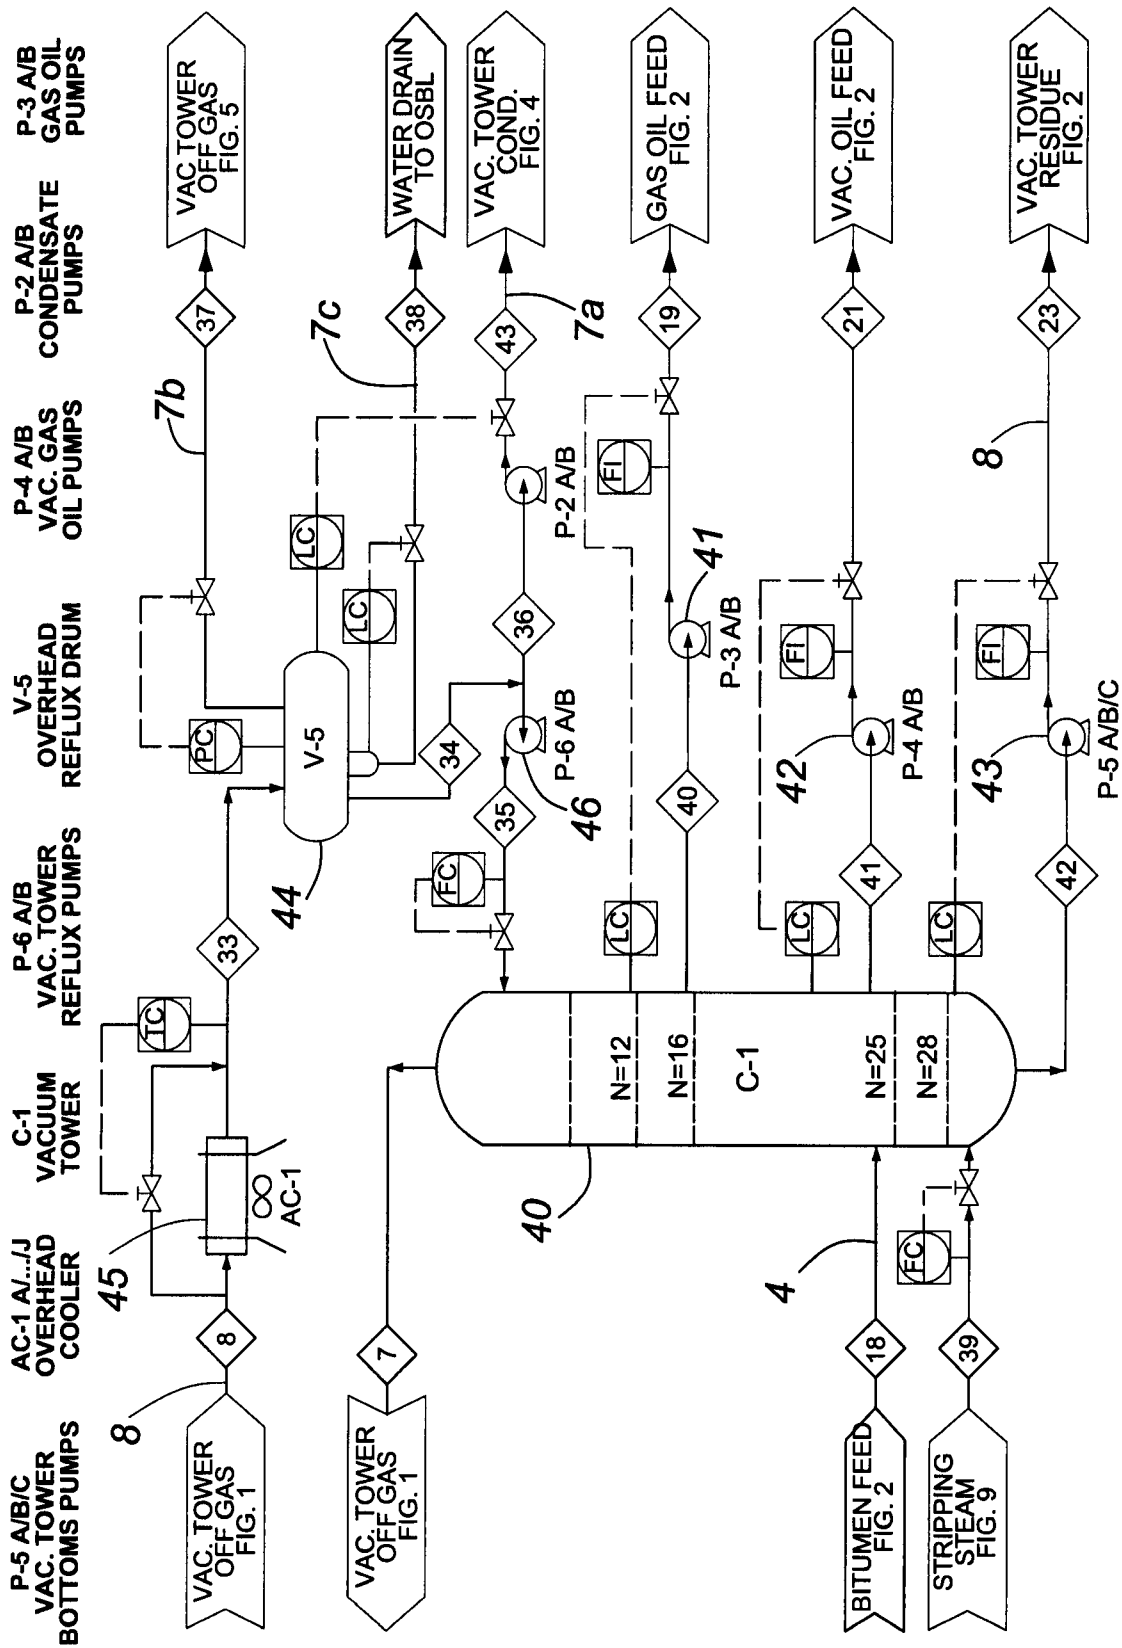 P-5 A/B/C
VAC. TOWER
BOTTOMS PUMPS
AC-1 A/.../J
OVERHEAD
COOLER
C-1
VACUUM
TOWER
P-6 A/B
VAC. TOWER
REFLUX PUMPS
V-5
OVERHEAD
REFLUX DRUM
P-4 A/B
VAC. GAS
OIL PUMPS
P-2 A/B
CONDENSATE
PUMPS
P-3 A/B
GAS OIL
PUMPS
VAC. TOWER
OFF GAS
FIG. 1
8
8
45
AC-1
TC
33
44
V-5
PC
7b
37
VAC TOWER
OFF GAS
FIG. 5
LC
LC
7c
38
WATER DRAIN
TO OSBL
34
36
P-2 A/B
43
7a
VAC. TOWER
COND.
FIG. 4
P-6 A/B
46
35
FC
VAC. TOWER
OFF GAS
FIG. 1
7
40
N=12
N=16
C-1
N=25
N=28
LC
40
P-3 A/B
41
FI
19
GAS OIL FEED
FIG. 2
BITUMEN FEED
FIG. 2
18
4
LC
41
42
P-4 A/B
FI
21
VAC. OIL FEED
FIG. 2
STRIPPING
STEAM
FIG. 9
39
FC
LC
42
43
P-5 A/B/C
FI
8
23
VAC. TOWER
RESIDUE
FIG. 2